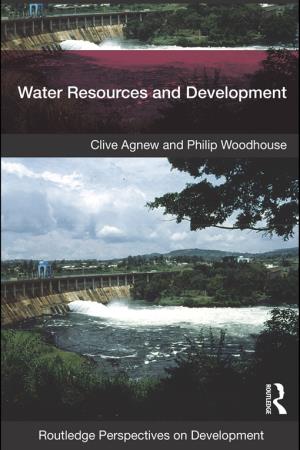 Water Resources and Development
Clive Agnew and Philip Woodhouse
ROUTLEDGE
Routledge Perspectives on Development